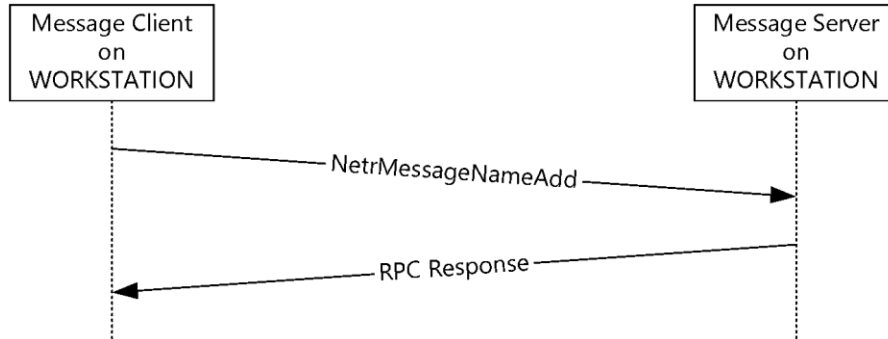 Message Client
on
WORKSTATION
Message Server
on
WORKSTATION
NetrMessageNameAdd
RPC Response